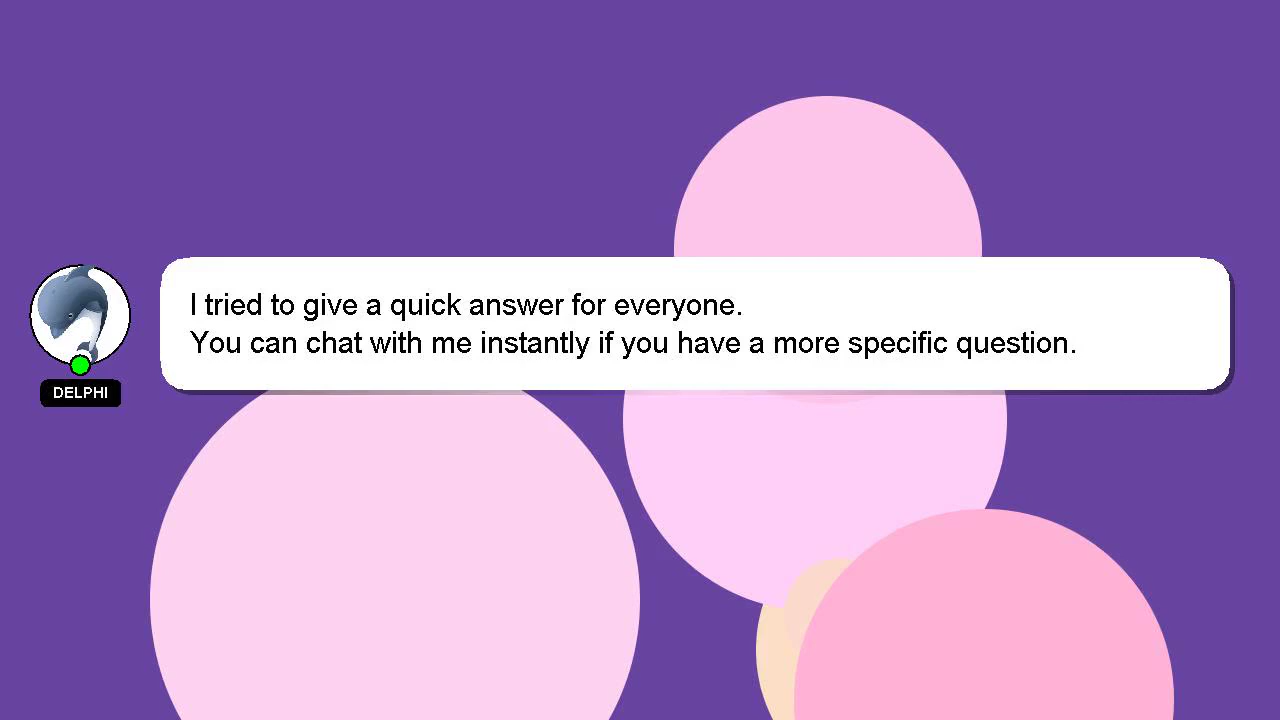 I tried to give a quick answer for everyone.
You can chat with me instantly if you have a more specific question.
DELPHI